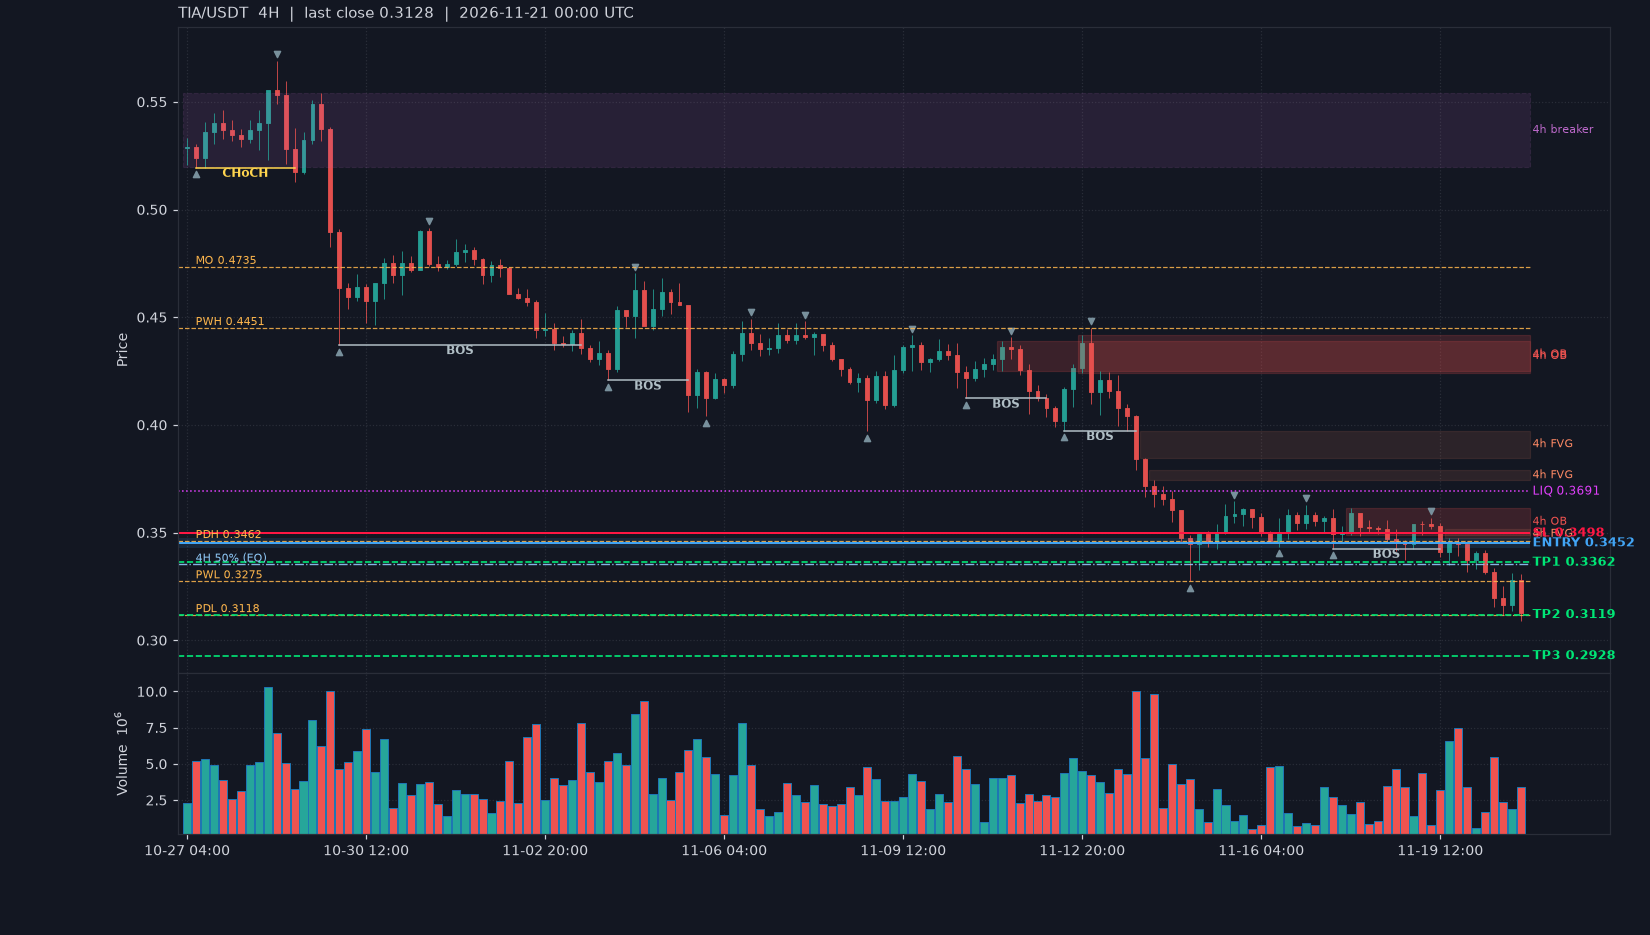 TIA/USDT 4H | last close 0.3128 | 2026-11-21 00:00 UTC
0.55
4h breaker
CHoCH
0.50
MO 0.4735
PWH 0.4451
0.45
Price
BOS
4h OB
BOS
BOS
0.40
BOS
4h FVG
4h FVG
LIQ 0.3691
4h OB
0.35
PDH 0.3462
SL 0.3498
ENTRY 0.3452
BOS
4H 50% (EQ)
TP1 0.3362
PWL 0.3275
PDL 0.3118
TP2 0.3119
0.30
TP3 0.2928
10.0
7.5
5.0
2.5
Volume 10⁶
10-27 04:00
10-30 12:00
11-02 20:00
11-06 04:00
11-09 12:00
11-12 20:00
11-16 04:00
11-19 12:00